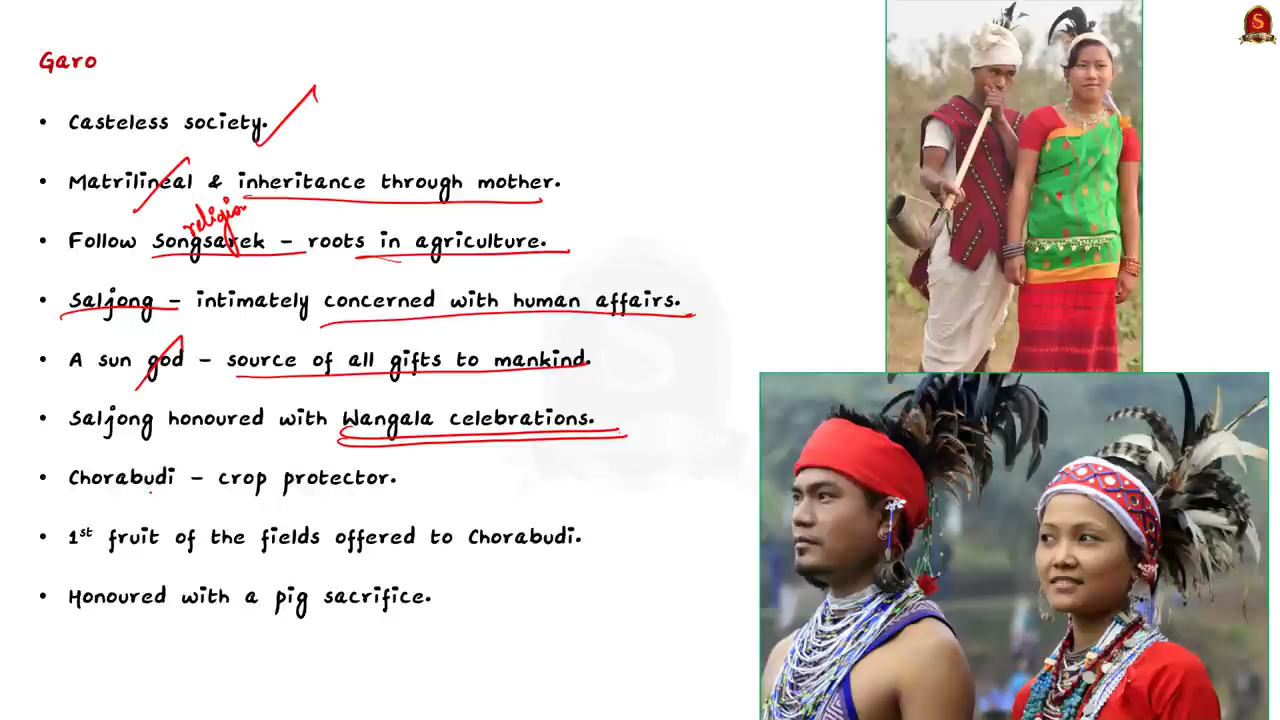 Garo
• Casteless society.
• Matrilineal & inheritance through mother.
religion
• Follow Songsarek – roots in agriculture.
• Saljong – intimately concerned with human affairs.
• A sun god – source of all gifts to mankind.
• Saljong honoured with Wangala celebrations.
• Chorabudi – crop protector.
• 1st fruit of the fields offered to Chorabudi.
• Honoured with a pig sacrifice.
S
S